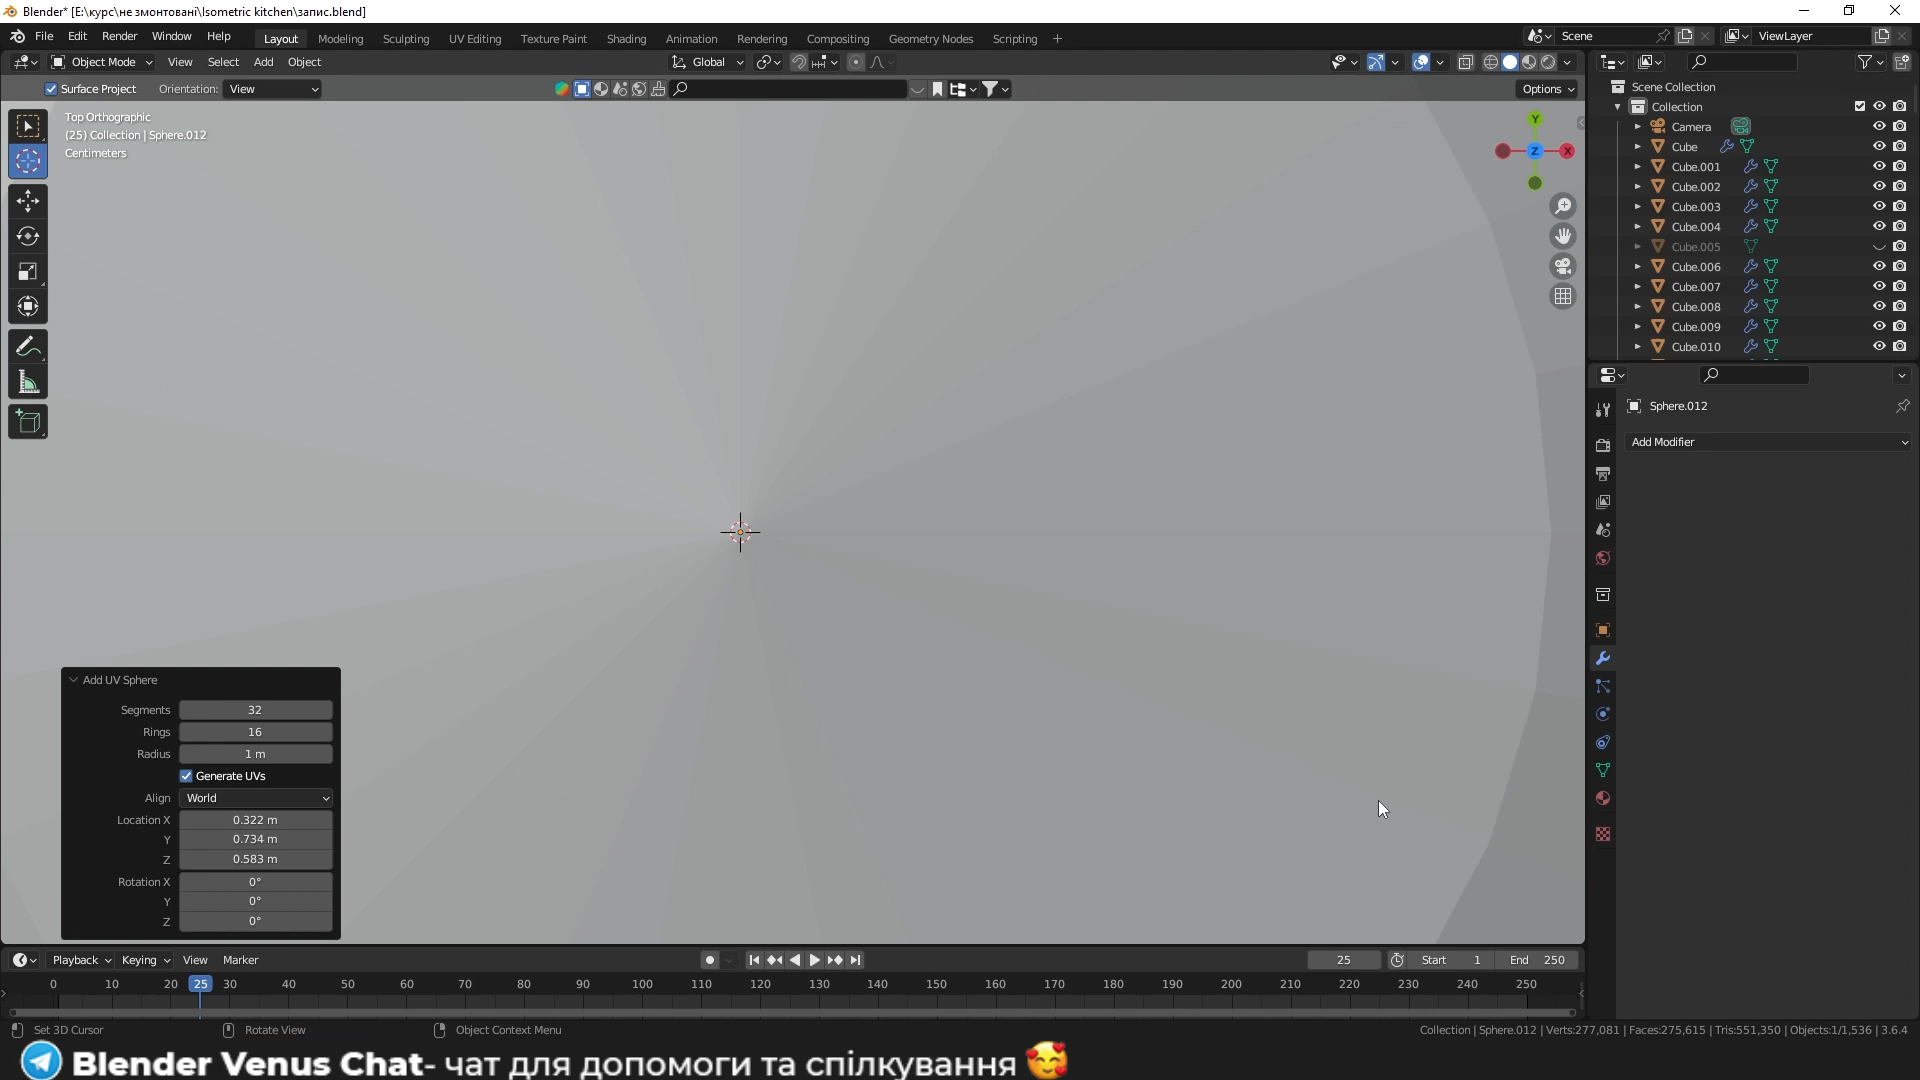 Blender* [E:\курс\не змонтовані\Isometric kitchen\запис.blend]
File Edit Render Window Help Layout Modeling Sculpting UV Editing Texture Paint Shading Animation Rendering Compositing Geometry Nodes Scripting + Scene ViewLayer
Object Mode View Select Add Object Global
Surface Project Orientation: View Options
Top Orthographic
(25) Collection | Sphere.012
Centimeters
Y
Z X
Scene Collection
Collection
Camera
Cube
Cube.001
Cube.002
Cube.003
Cube.004
Cube.005
Cube.006
Cube.007
Cube.008
Cube.009
Cube.010
Sphere.012
Add Modifier
Add UV Sphere
Segments 32
Rings 16
Radius 1 m
Generate UVs
Align World
Location X 0.322 m
Y 0.734 m
Z 0.583 m
Rotation X 0°
Y 0°
Z 0°
Playback Keying View Marker 25 Start 1 End 250
0 10 20 25 30 40 50 60 70 80 90 100 110 120 130 140 150 160 170 180 190 200 210 220 230 240 250
Set 3D Cursor Rotate View Object Context Menu Collection | Sphere.012 | Verts:277,081 | Faces:275,615 | Tris:551,350 | Objects:1/1,536 | 3.6.4
Blender Venus Chat- чат для допомоги та спілкування 🥰